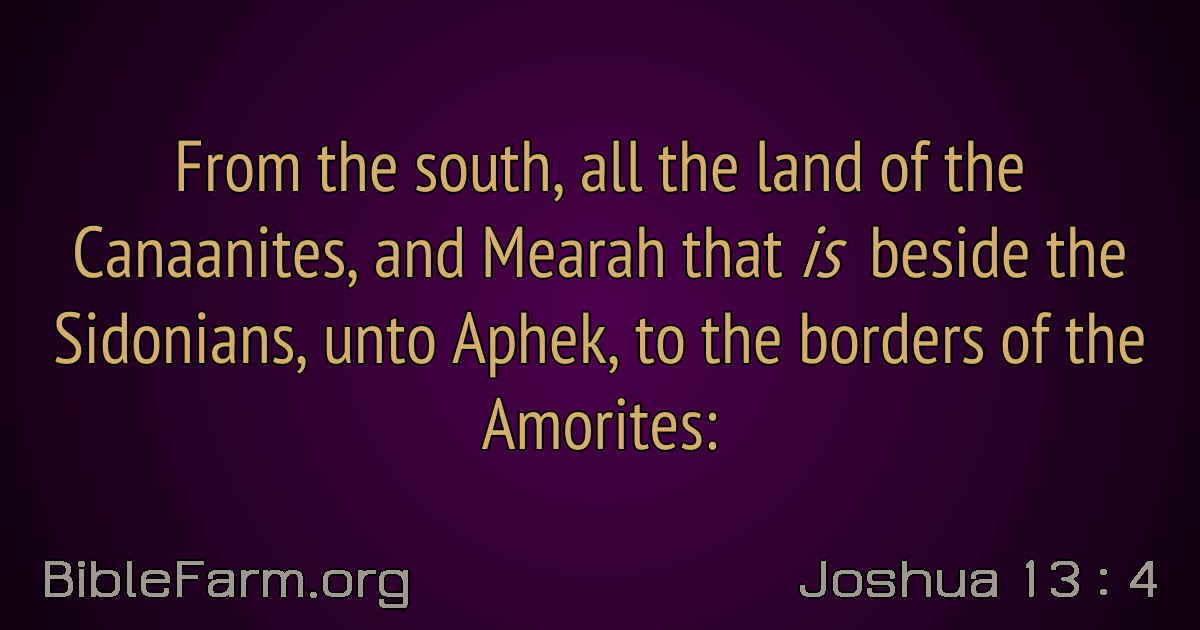 From the south, all the land of the
Canaanites, and Mearah that is beside the
Sidonians, unto Aphek, to the borders of the
Amorites:
BibleFarm.org
Joshua 13 : 4